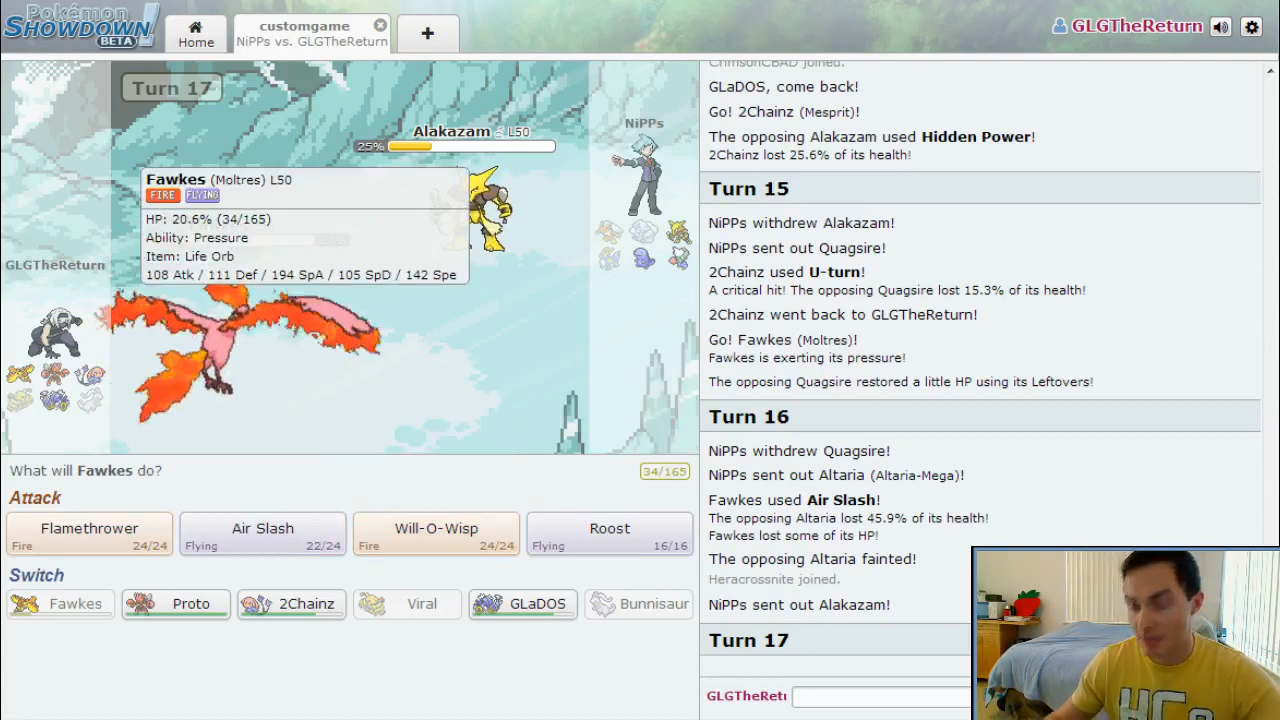 Pokémon
SHOWDOWN!
BETA
Home
customgame
NiPPs vs. GLGTheReturn
+
GLGTheReturn
Turn 17
Alakazam L50
25%
NiPPs
Fawkes (Moltres) L50
FIRE FLYING
HP: 20.6% (34/165)
Ability: Pressure
Item: Life Orb
108 Atk / 111 Def / 194 SpA / 105 SpD / 142 Spe
GLGTheReturn
What will Fawkes do?
34/165
Attack
Flamethrower
Fire 24/24
Air Slash
Flying 22/24
Will-O-Wisp
Fire 24/24
Roost
Flying 16/16
Switch
Fawkes
Proto
2Chainz
Viral
GLaDOS
Bunnisaur
CrimsonCBAD joined.
GLaDOS, come back!
Go! 2Chainz (Mesprit)!
The opposing Alakazam used Hidden Power!
2Chainz lost 25.6% of its health!
Turn 15
NiPPs withdrew Alakazam!
NiPPs sent out Quagsire!
2Chainz used U-turn!
A critical hit! The opposing Quagsire lost 15.3% of its health!
2Chainz went back to GLGTheReturn!
Go! Fawkes (Moltres)!
Fawkes is exerting its pressure!
The opposing Quagsire restored a little HP using its Leftovers!
Turn 16
NiPPs withdrew Quagsire!
NiPPs sent out Altaria (Altaria-Mega)!
Fawkes used Air Slash!
The opposing Altaria lost 45.9% of its health!
Fawkes lost some of its HP!
The opposing Altaria fainted!
Heracrossnite joined.
NiPPs sent out Alakazam!
Turn 17
GLGTheRetu